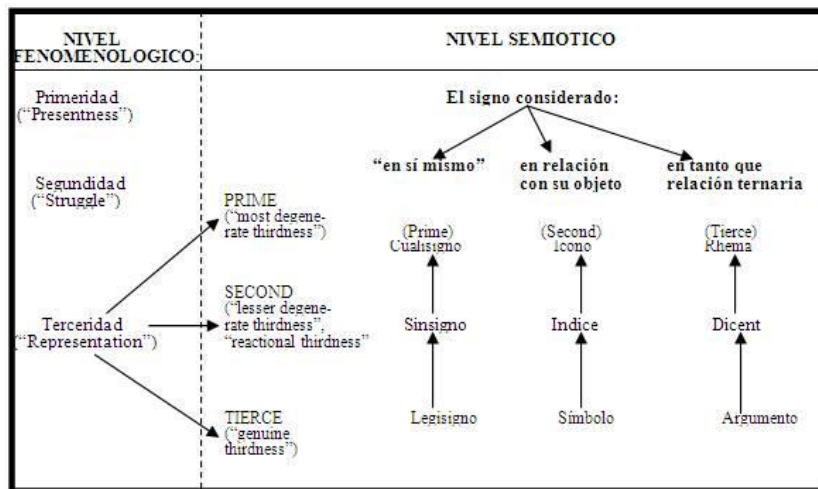 NIVEL
FENOMENOLOGICO:
NIVEL SEMIOTICO
Primeridad
(“Presentness”)
El signo considerado:
“en sí mismo”
en relación
con su objeto
en tanto que
relación ternaria
Segundidad
(“Struggle”)
PRIME
(“most degene-
rate thirdness”)
(Prime)
Cualisigno
(Second)
Icono
(Tierce)
Rhema
Terceridad
(“Representation”)
SECOND
(“lesser degene-
rate thirdness”,
“reactional thirdness”
Sinsigno
Indice
Dicent
TIERCE
(“genuine
thirdness”)
Legisigno
Símbolo
Argumento